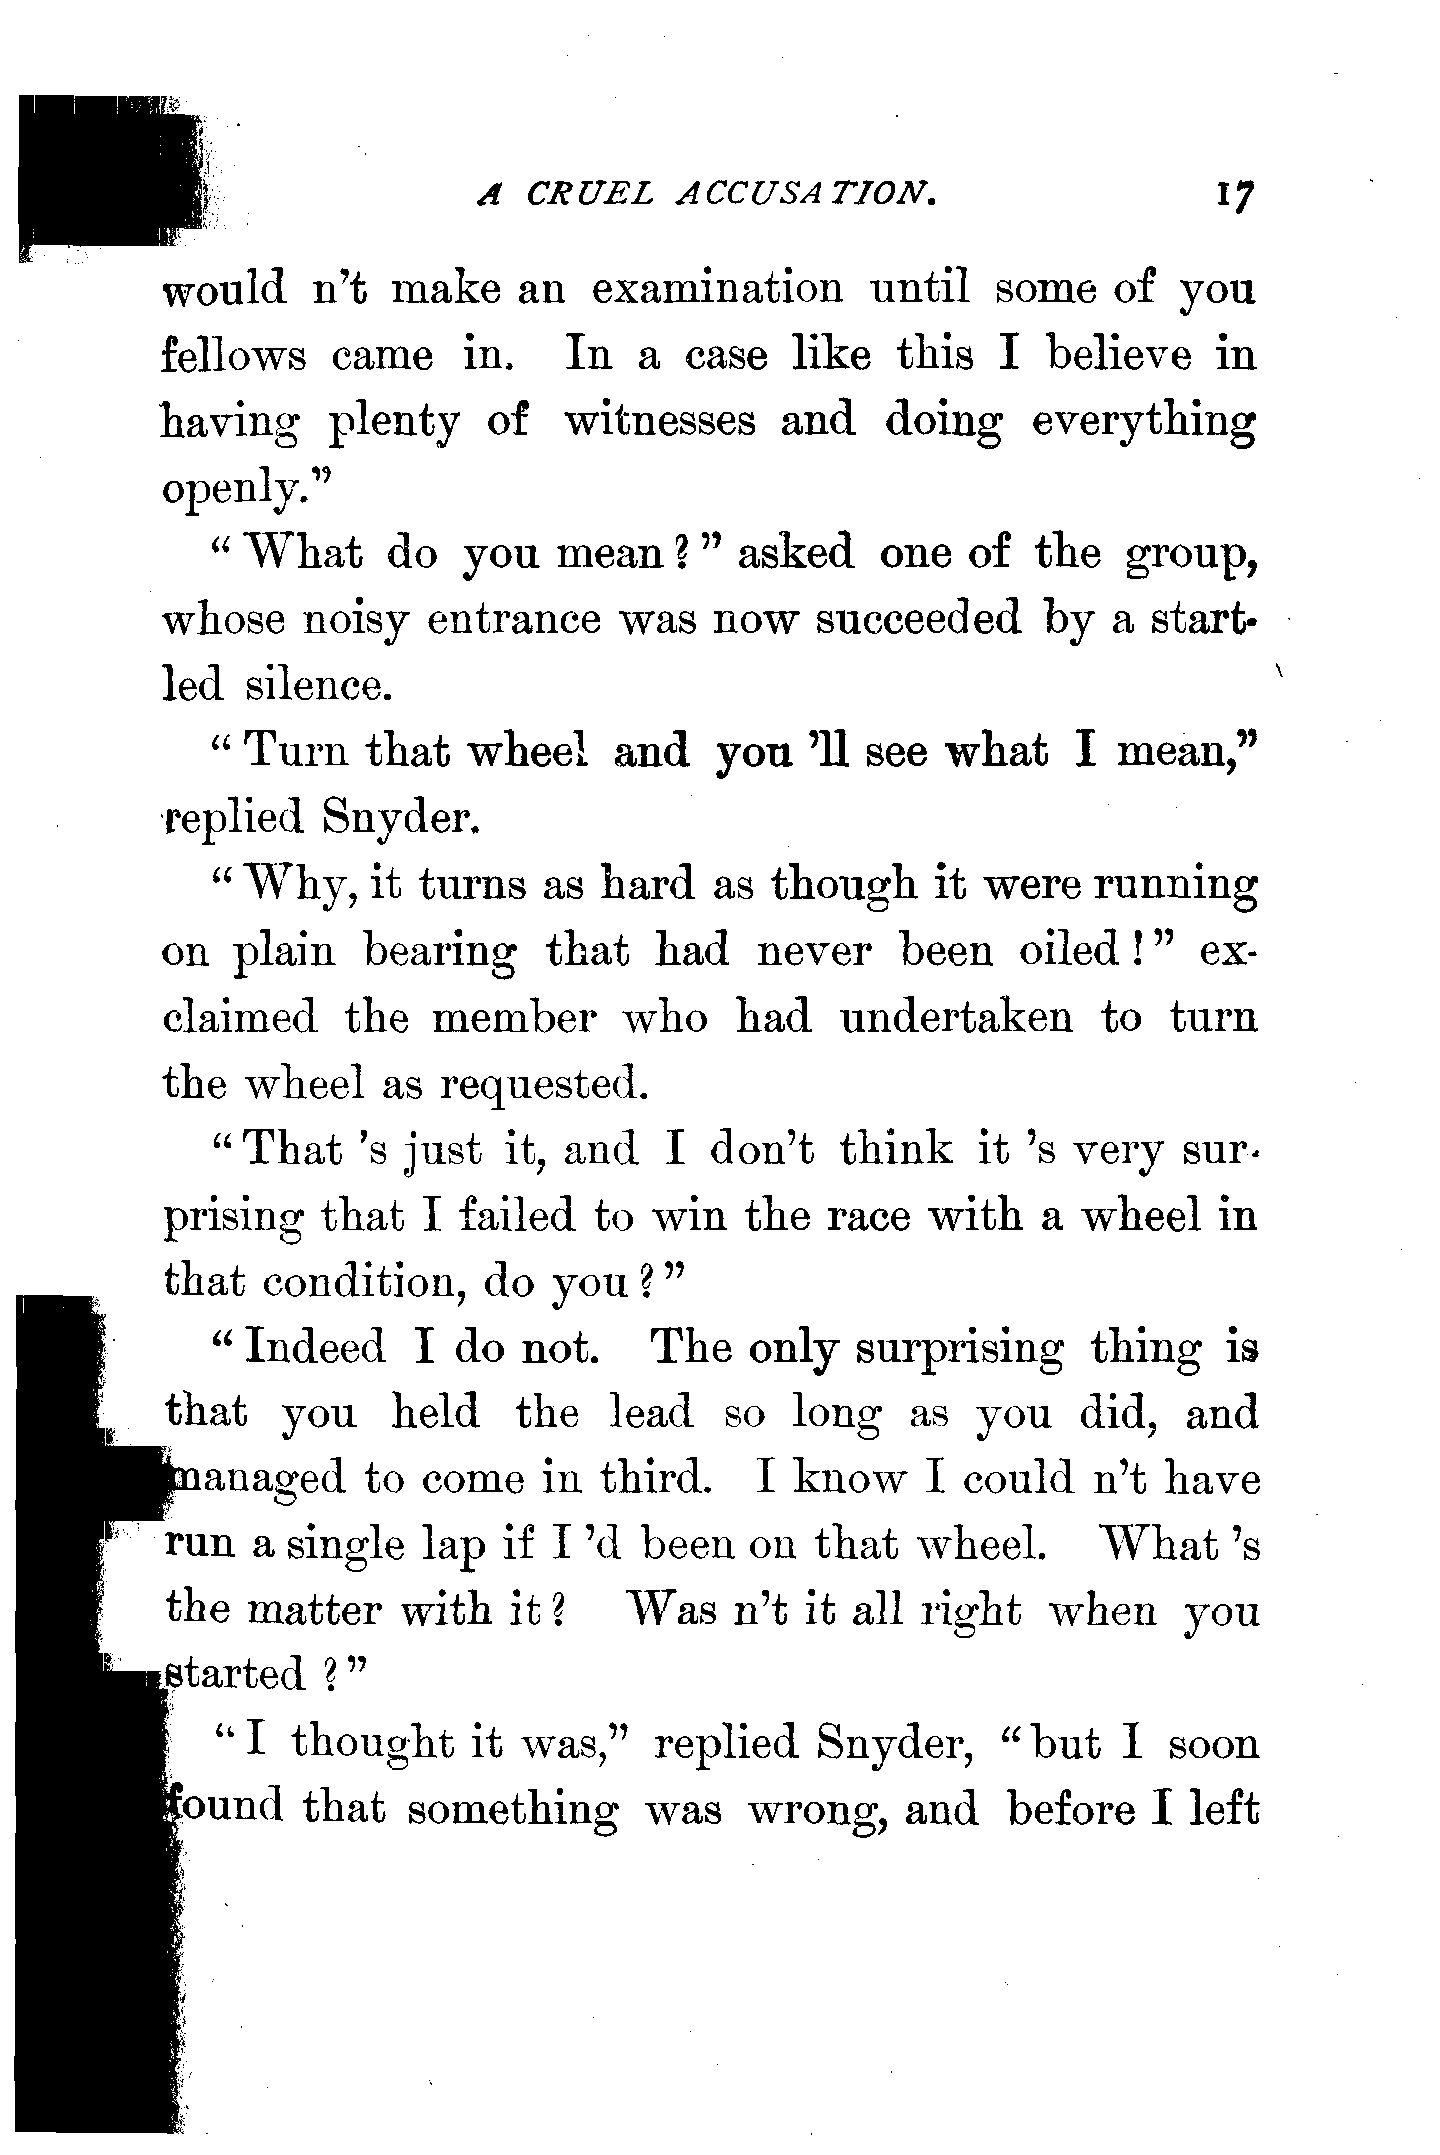 A CRUEL ACCUSATION. 17
would n't make an examination until some of you
fellows came in. In a case like this I believe in
having plenty of witnesses and doing everything
openly."
"What do you mean?" asked one of the group,
whose noisy entrance was now succeeded by a start-
led silence.
"Turn that wheel and you 'll see what I mean,"
replied Snyder.
"Why, it turns as hard as though it were running
on plain bearing that had never been oiled!" ex-
claimed the member who had undertaken to turn
the wheel as requested.
"That 's just it, and I don't think it 's very sur-
prising that I failed to win the race with a wheel in
that condition, do you?"
"Indeed I do not. The only surprising thing is
that you held the lead so long as you did, and
managed to come in third. I know I could n't have
run a single lap if I 'd been on that wheel. What 's
the matter with it? Was n't it all right when you
started?"
"I thought it was," replied Snyder, "but I soon
found that something was wrong, and before I left